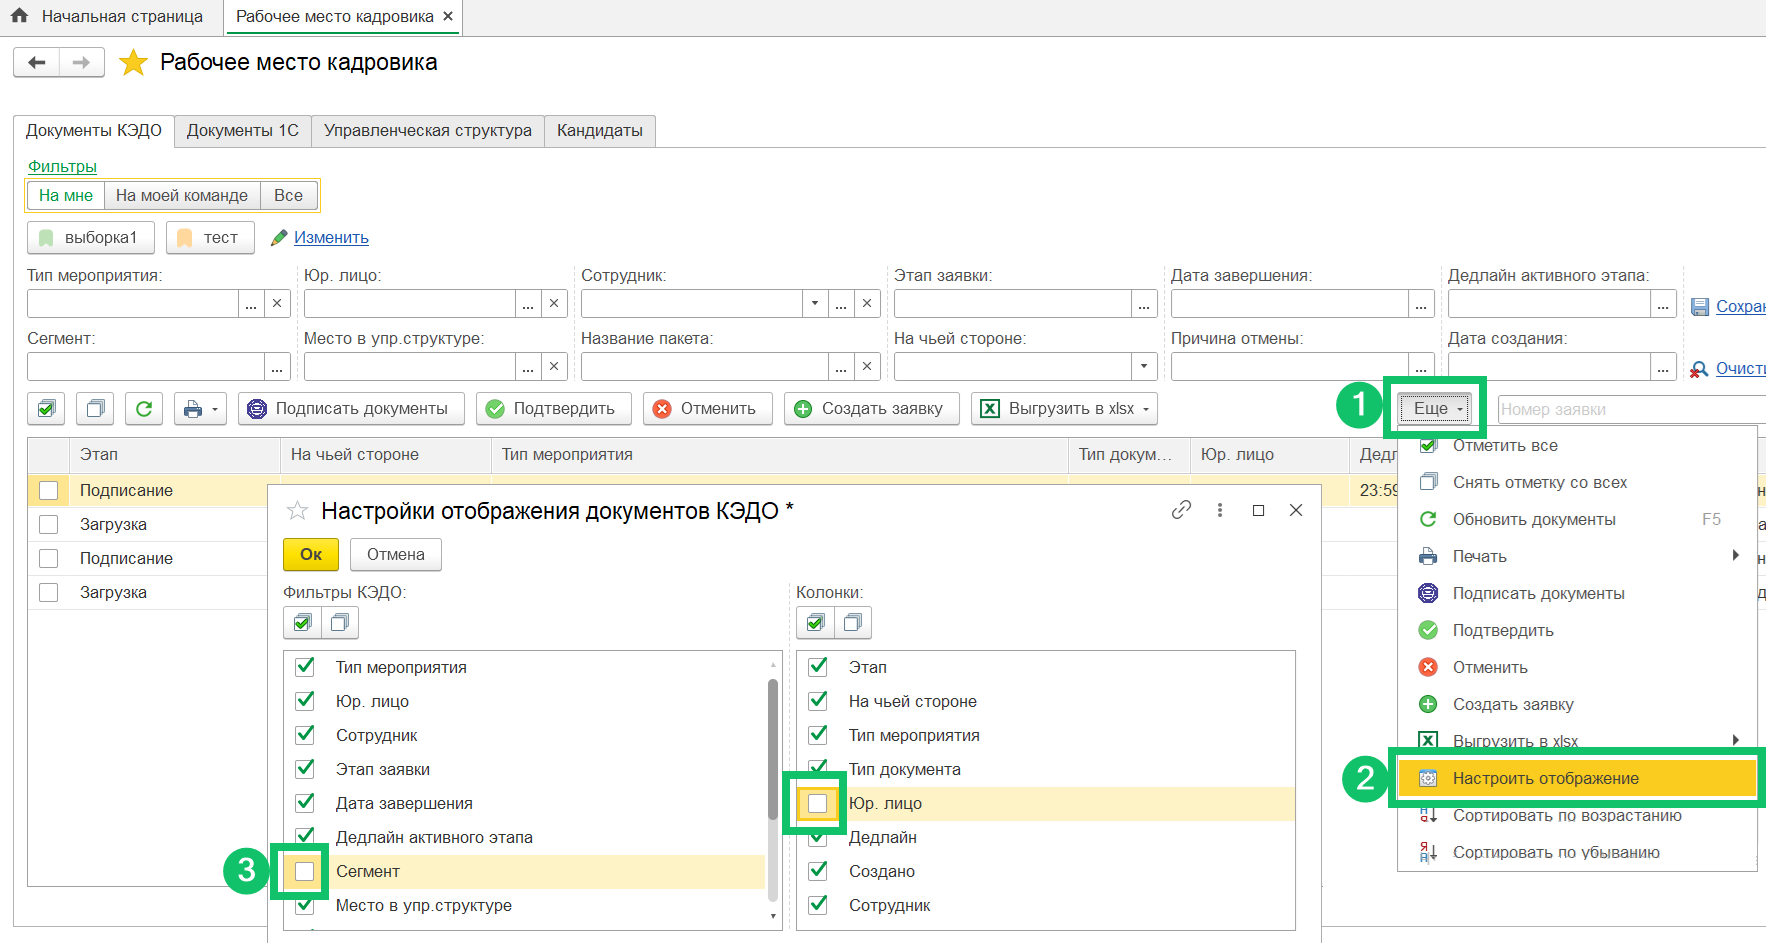 Начальная страница
Рабочее место кадровика ×
Рабочее место кадровика
Документы КЭДО
Документы 1С
Управленческая структура
Кандидаты
Фильтры
На мне
На моей команде
Все
выборка1
тест
Изменить
Тип мероприятия:
Юр. лицо:
Сотрудник:
Этап заявки:
Дата завершения:
Дедлайн активного этапа:
Сохран
Сегмент:
Место в упр.структуре:
Название пакета:
На чьей стороне:
Причина отмены:
Дата создания:
Очисти
Подписать документы
Подтвердить
Отменить
Создать заявку
Выгрузить в xlsx
1
Еще
Номер заявки
Этап
На чьей стороне
Тип мероприятия
Тип докум...
Юр. лицо
Дедл
Подписание
23:59
Загрузка
Подписание
Загрузка
Отметить все
Снять отметку со всех
Обновить документы F5
Печать
Подписать документы
Подтвердить
Отменить
Создать заявку
Выгрузить в xlsx
2
Настроить отображение
Сортировать по возрастанию
Сортировать по убыванию
Настройки отображения документов КЭДО *
Ок
Отмена
Фильтры КЭДО:
Тип мероприятия
Юр. лицо
Сотрудник
Этап заявки
Дата завершения
Дедлайн активного этапа
3
Сегмент
Место в упр.структуре
Колонки:
Этап
На чьей стороне
Тип мероприятия
Тип документа
Юр. лицо
Дедлайн
Создано
Сотрудник